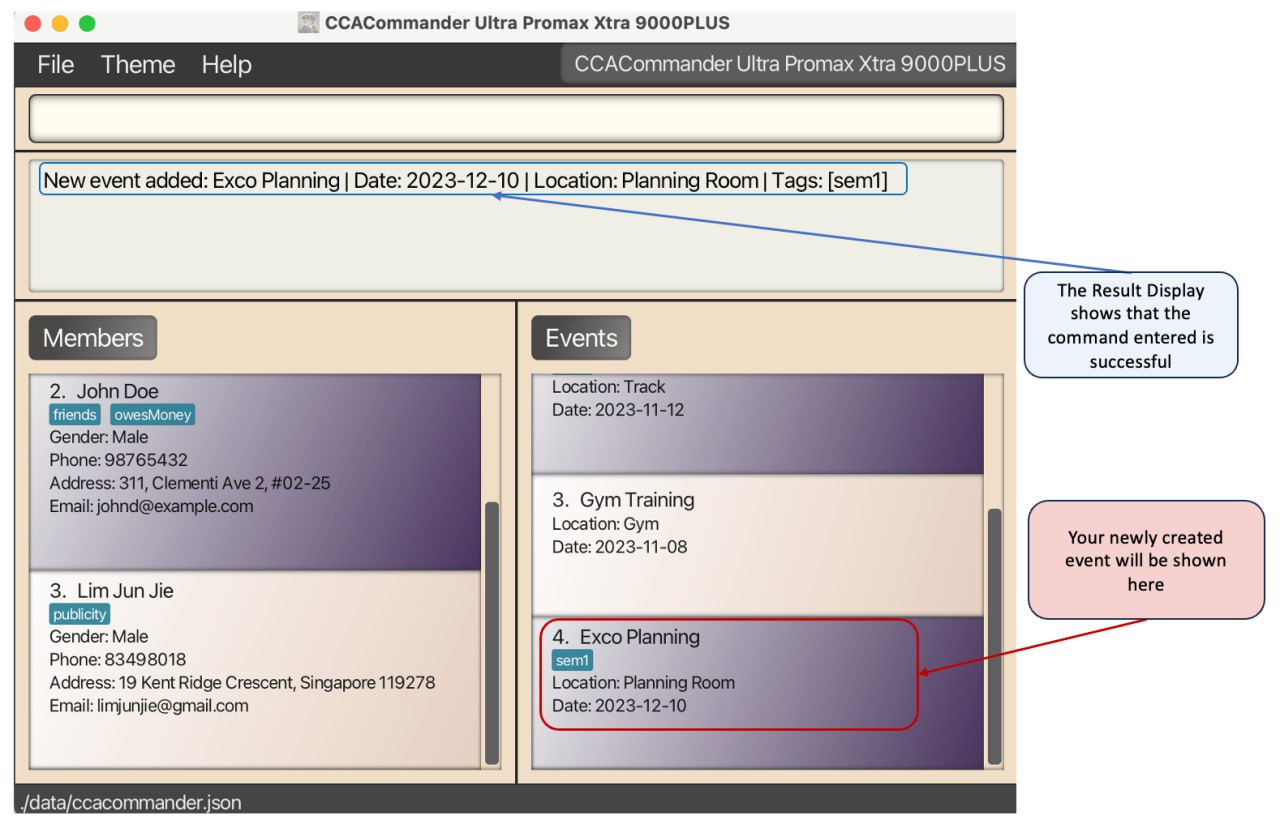 CCACommander Ultra Promax Xtra 9000PLUS
File Theme Help
CCACommander Ultra Promax Xtra 9000PLUS
New event added: Exco Planning | Date: 2023-12-10 | Location: Planning Room | Tags: [sem1]
The Result Display
shows that the
command entered is
successful
Members
2. John Doe
friends owesMoney
Gender: Male
Phone: 98765432
Address: 311, Clementi Ave 2, #02-25
Email: johnd@example.com
3. Lim Jun Jie
publicity
Gender: Male
Phone: 83498018
Address: 19 Kent Ridge Crescent, Singapore 119278
Email: limjunjie@gmail.com
Events
Location: Track
Date: 2023-11-12
3. Gym Training
Location: Gym
Date: 2023-11-08
4. Exco Planning
sem1
Location: Planning Room
Date: 2023-12-10
Your newly created
event will be shown
here
./data/ccacommander.json